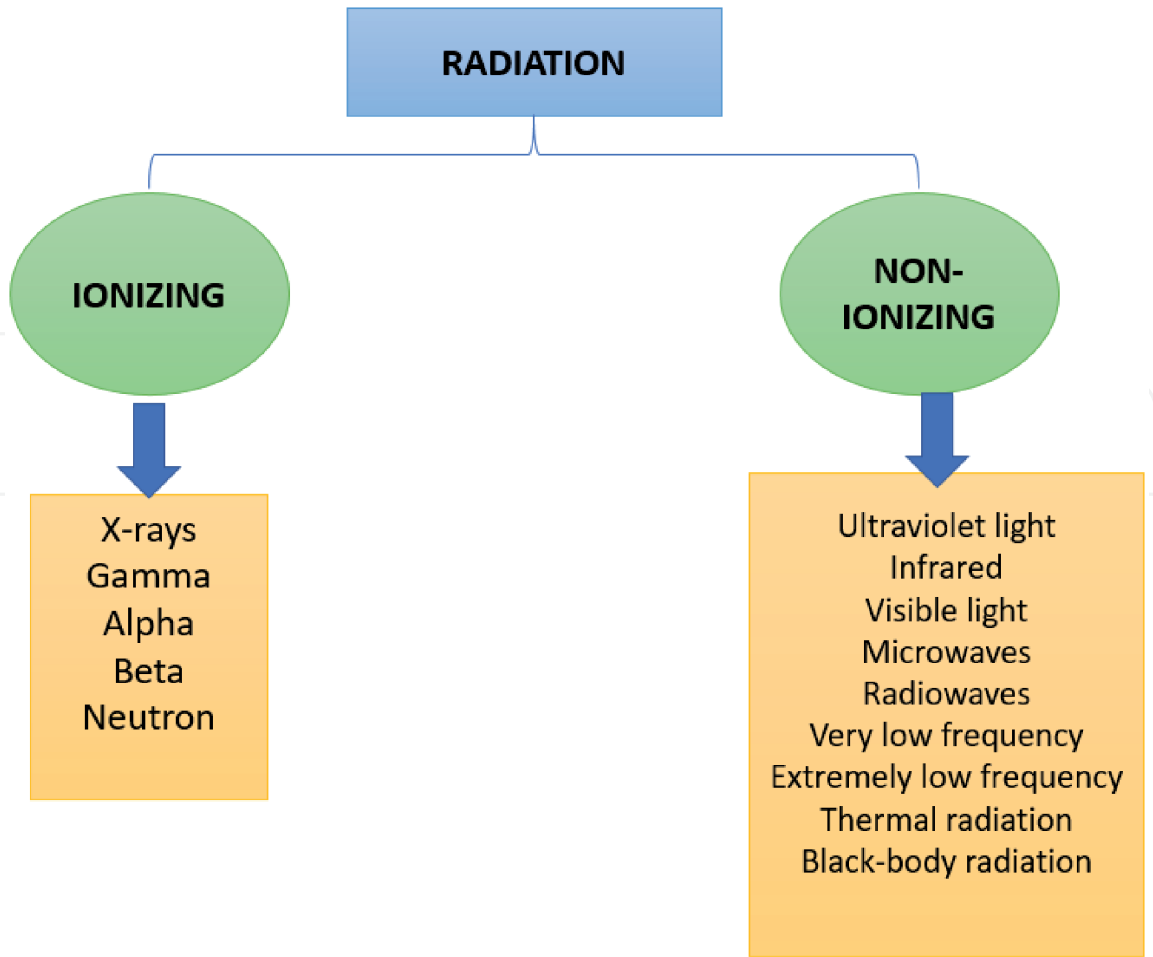 RADIATION
IONIZING
NON-
IONIZING
X-rays
Gamma
Alpha
Beta
Neutron
Ultraviolet light
Infrared
Visible light
Microwaves
Radiowaves
Very low frequency
Extremely low frequency
Thermal radiation
Black-body radiation